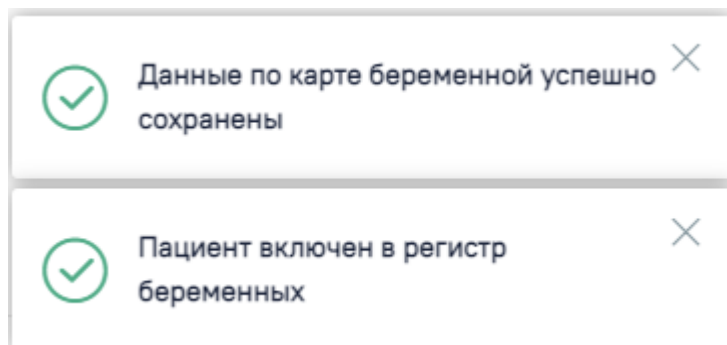 Данные по карте беременной успешно
сохранены
Пациент включен в регистр
беременных